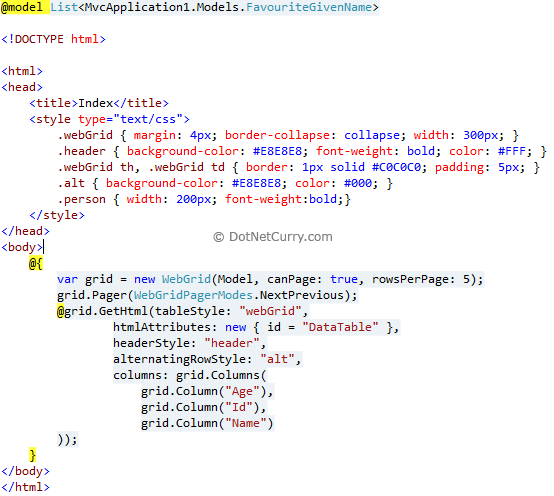 @model List<MvcApplication1.Models.FavouriteGivenName>
<!DOCTYPE html>
<html>
<head>
    <title>Index</title>
    <style type="text/css">
        .webGrid { margin: 4px; border-collapse: collapse; width: 300px; }
        .header { background-color: #E8E8E8; font-weight: bold; color: #FFF; }
        .webGrid th, .webGrid td { border: 1px solid #C0C0C0; padding: 5px; }
        .alt { background-color: #E8E8E8; color: #000; }
        .person { width: 200px; font-weight:bold;}
    </style>
</head>
© DotNetCurry.com
<body>
    @{
        var grid = new WebGrid(Model, canPage: true, rowsPerPage: 5);
        grid.Pager(WebGridPagerModes.NextPrevious);
        @grid.GetHtml(tableStyle: "webGrid",
                htmlAttributes: new { id = "DataTable" },
                headerStyle: "header",
                alternatingRowStyle: "alt",
                columns: grid.Columns(
                    grid.Column("Age"),
                    grid.Column("Id"),
                    grid.Column("Name")
        ));
    }
</body>
</html>